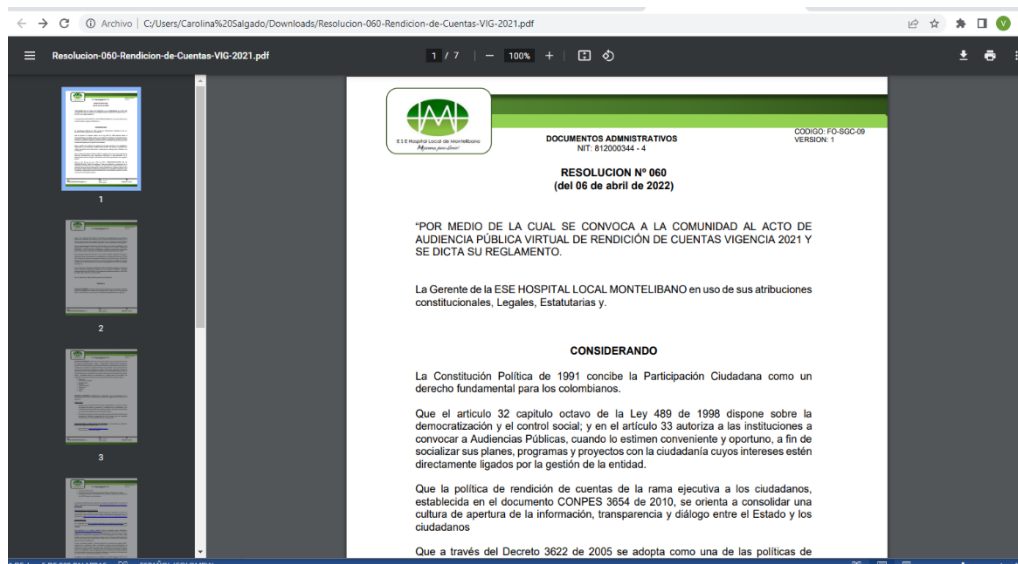 Archivo | C:/Users/Carolina%20Salgado/Downloads/Resolucion-060-Rendicion-de-Cuentas-VIG-2021.pdf
V
Resolucion-060-Rendicion-de-Cuentas-VIG-2021.pdf
1 / 7 | − 100% +
1
2
3
E S E Hospital Local de Montelibano
DOCUMENTOS ADMNISTRATIVOS
NIT: 812000344 - 4
CODIGO: FO-SGC-09
VERSION: 1
RESOLUCION Nº 060
(del 06 de abril de 2022)
“POR MEDIO DE LA CUAL SE CONVOCA A LA COMUNIDAD AL ACTO DE
AUDIENCIA PÚBLICA VIRTUAL DE RENDICIÓN DE CUENTAS VIGENCIA 2021 Y
SE DICTA SU REGLAMENTO.
La Gerente de la ESE HOSPITAL LOCAL MONTELIBANO en uso de sus atribuciones
constitucionales, Legales, Estatutarias y.
CONSIDERANDO
La Constitución Política de 1991 concibe la Participación Ciudadana como un
derecho fundamental para los colombianos.
Que el articulo 32 capitulo octavo de la Ley 489 de 1998 dispone sobre la
democratización y el control social; y en el artículo 33 autoriza a las instituciones a
convocar a Audiencias Públicas, cuando lo estimen conveniente y oportuno, a fin de
socializar sus planes, programas y proyectos con la ciudadanía cuyos intereses estén
directamente ligados por la gestión de la entidad.
Que la política de rendición de cuentas de la rama ejecutiva a los ciudadanos,
establecida en el documento CONPES 3654 de 2010, se orienta a consolidar una
cultura de apertura de la información, transparencia y diálogo entre el Estado y los
ciudadanos
Que a través del Decreto 3622 de 2005 se adopta como una de las políticas de